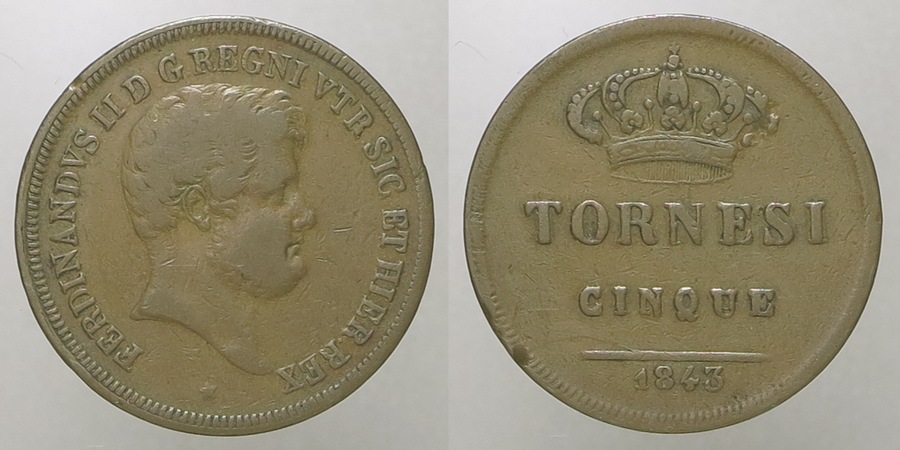 FERDINANDVS II D G REGNI VTR SIC ET HIER REX
TORNESI
CINQUE
1843